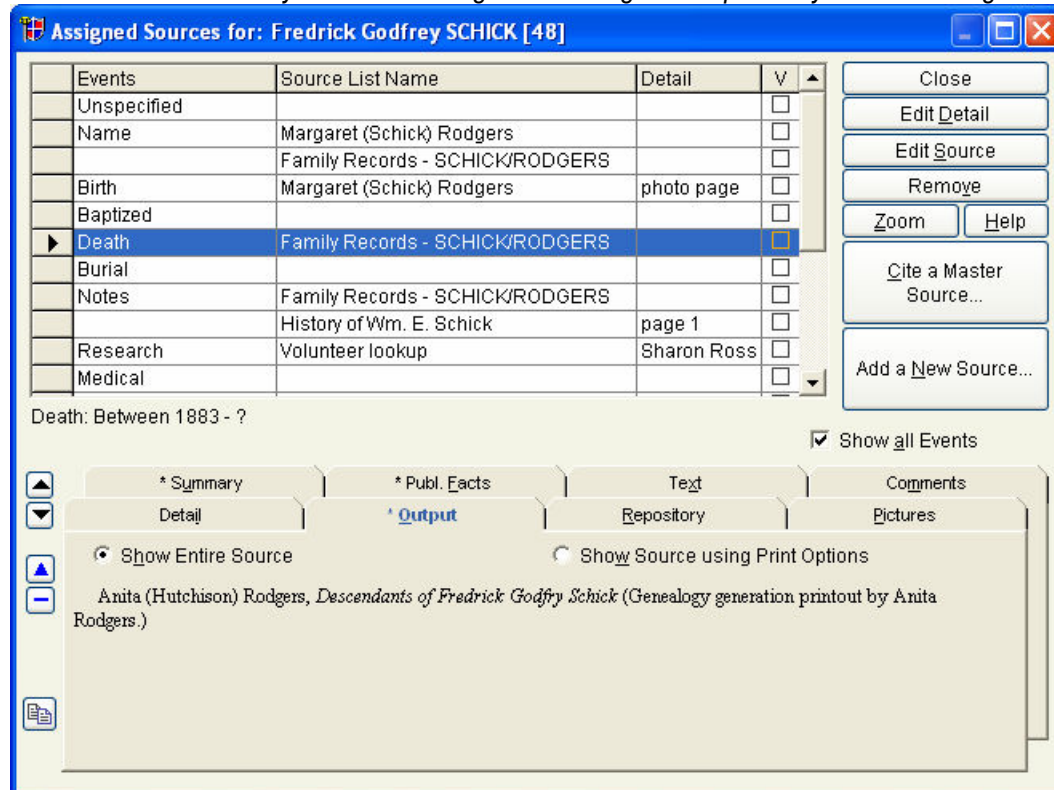 Assigned Sources for: Fredrick Godfrey SCHICK [48]
Events Source List Name Detail V
Unspecified
Name Margaret (Schick) Rodgers
Family Records - SCHICK/RODGERS
Birth Margaret (Schick) Rodgers photo page
Baptized
Death Family Records - SCHICK/RODGERS
Burial
Notes Family Records - SCHICK/RODGERS
History of Wm. E. Schick page 1
Research Volunteer lookup Sharon Ross
Medical
Close
Edit Detail
Edit Source
Remove
Zoom Help
Cite a Master
Source...
Add a New Source...
Death: Between 1883 - ?
Show all Events
* Summary * Publ. Facts Text Comments
Detail * Output Repository Pictures
Show Entire Source Show Source using Print Options
Anita (Hutchison) Rodgers, Descendants of Fredrick Godfry Schick (Genealogy generation printout by Anita
Rodgers.)